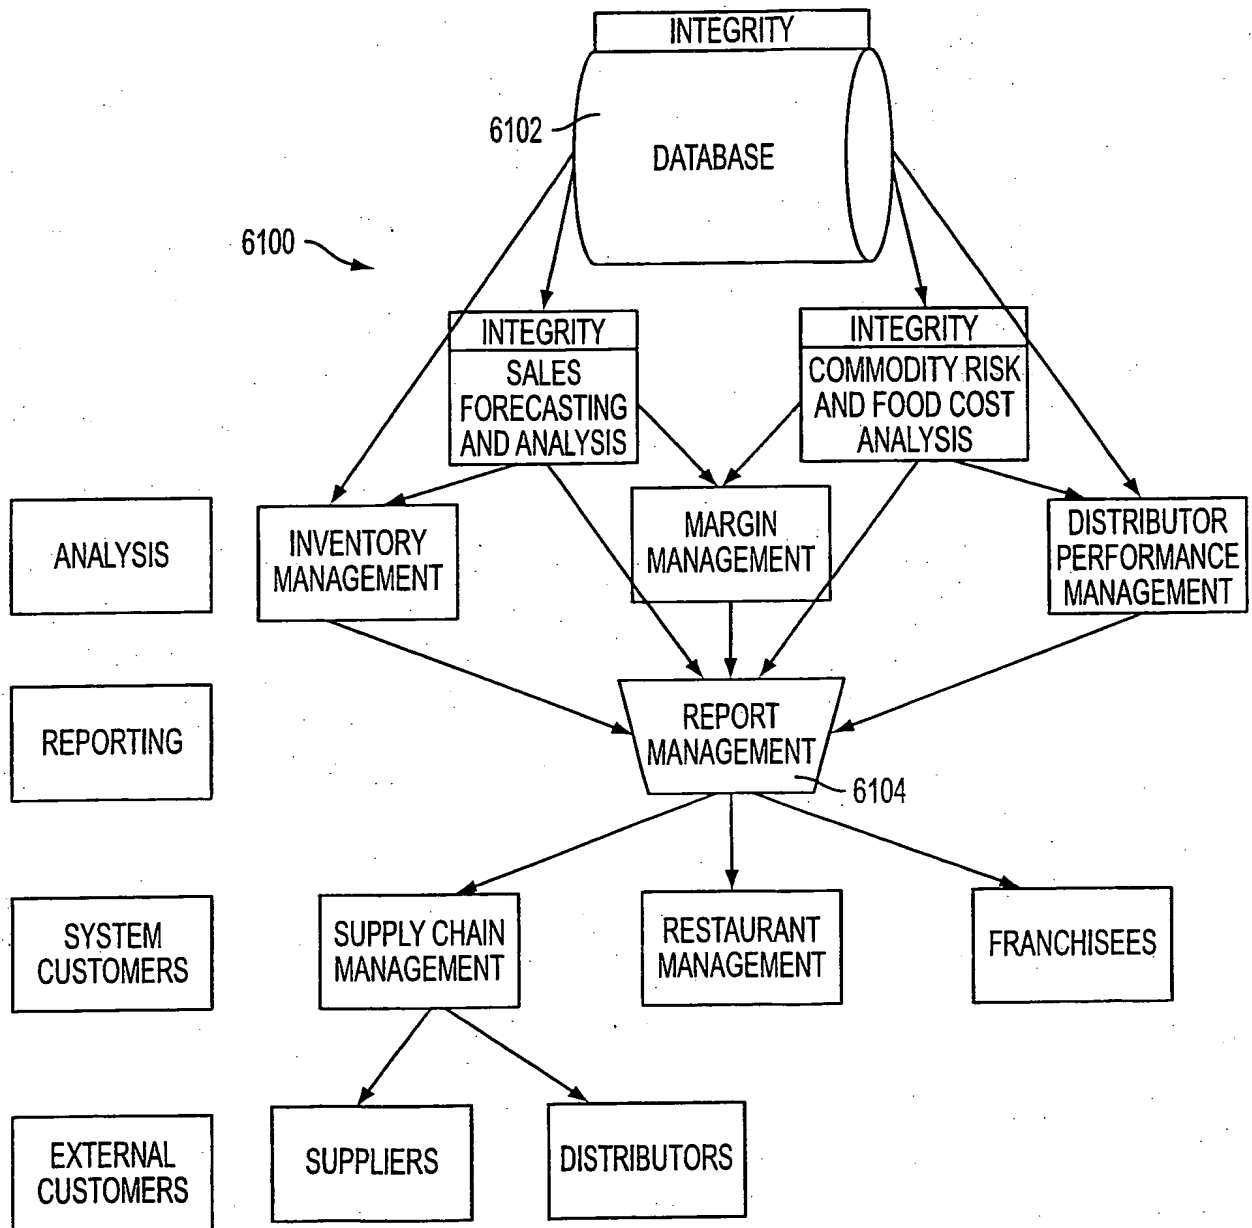 INTEGRITY
6102
DATABASE
6100
INTEGRITY
SALES
FORECASTING
AND ANALYSIS
INTEGRITY
COMMODITY RISK
AND FOOD COST
ANALYSIS
ANALYSIS
INVENTORY
MANAGEMENT
MARGIN
MANAGEMENT
DISTRIBUTOR
PERFORMANCE
MANAGEMENT
REPORTING
REPORT
MANAGEMENT
6104
SYSTEM
CUSTOMERS
SUPPLY CHAIN
MANAGEMENT
RESTAURANT
MANAGEMENT
FRANCHISEES
EXTERNAL
CUSTOMERS
SUPPLIERS
DISTRIBUTORS